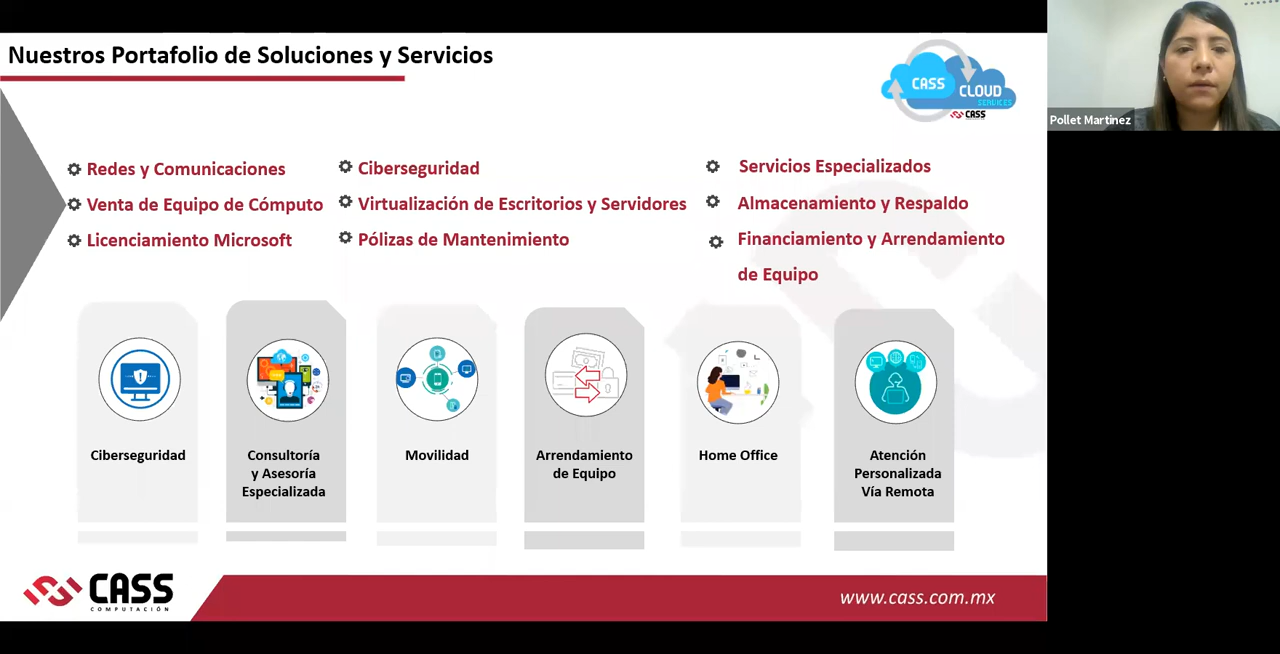 Nuestros Portafolio de Soluciones y Servicios
CASS
CLOUD
SERVICES
CASS
Pollet Martinez
Redes y Comunicaciones
Venta de Equipo de Cómputo
Licenciamiento Microsoft
Ciberseguridad
Virtualización de Escritorios y Servidores
Pólizas de Mantenimiento
Servicios Especializados
Almacenamiento y Respaldo
Financiamiento y Arrendamiento
de Equipo
Ciberseguridad
Consultoría
y Asesoría
Especializada
Movilidad
Arrendamiento
de Equipo
Home Office
Atención
Personalizada
Vía Remota
CASS
COMPUTACIÓN
www.cass.com.mx